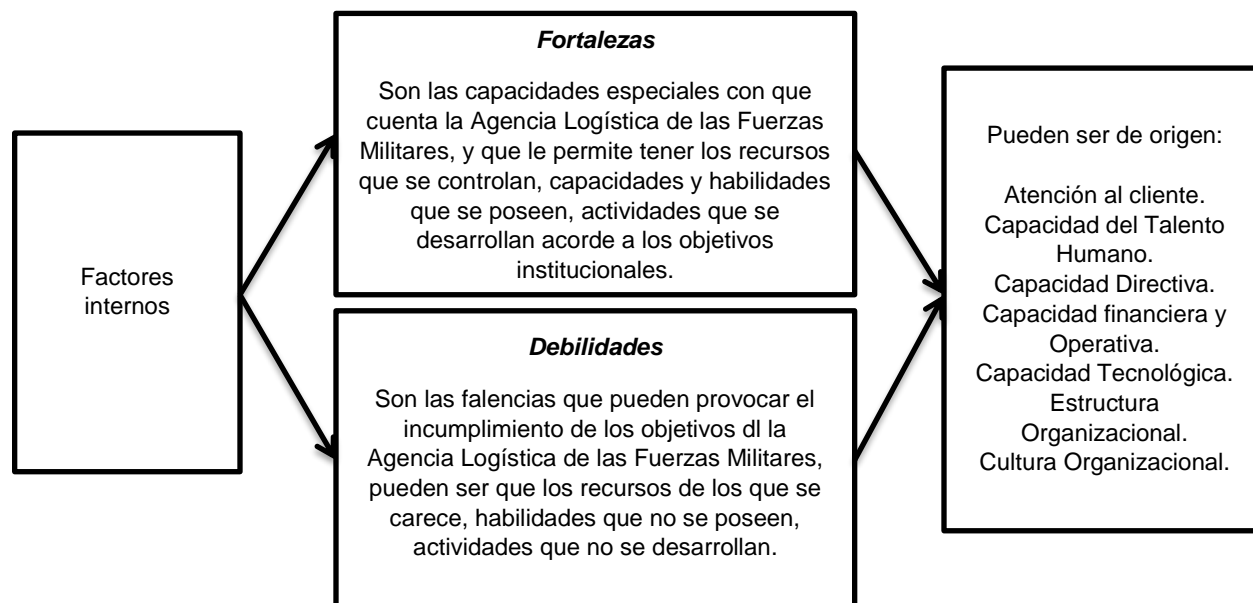 Factores
internos
Fortalezas
Son las capacidades especiales con que
cuenta la Agencia Logística de las Fuerzas
Militares, y que le permite tener los recursos
que se controlan, capacidades y habilidades
que se poseen, actividades que se
desarrollan acorde a los objetivos
institucionales.
Debilidades
Son las falencias que pueden provocar el
incumplimiento de los objetivos dl la
Agencia Logística de las Fuerzas Militares,
pueden ser que los recursos de los que se
carece, habilidades que no se poseen,
actividades que no se desarrollan.
Pueden ser de origen:
Atención al cliente.
Capacidad del Talento
Humano.
Capacidad Directiva.
Capacidad financiera y
Operativa.
Capacidad Tecnológica.
Estructura
Organizacional.
Cultura Organizacional.